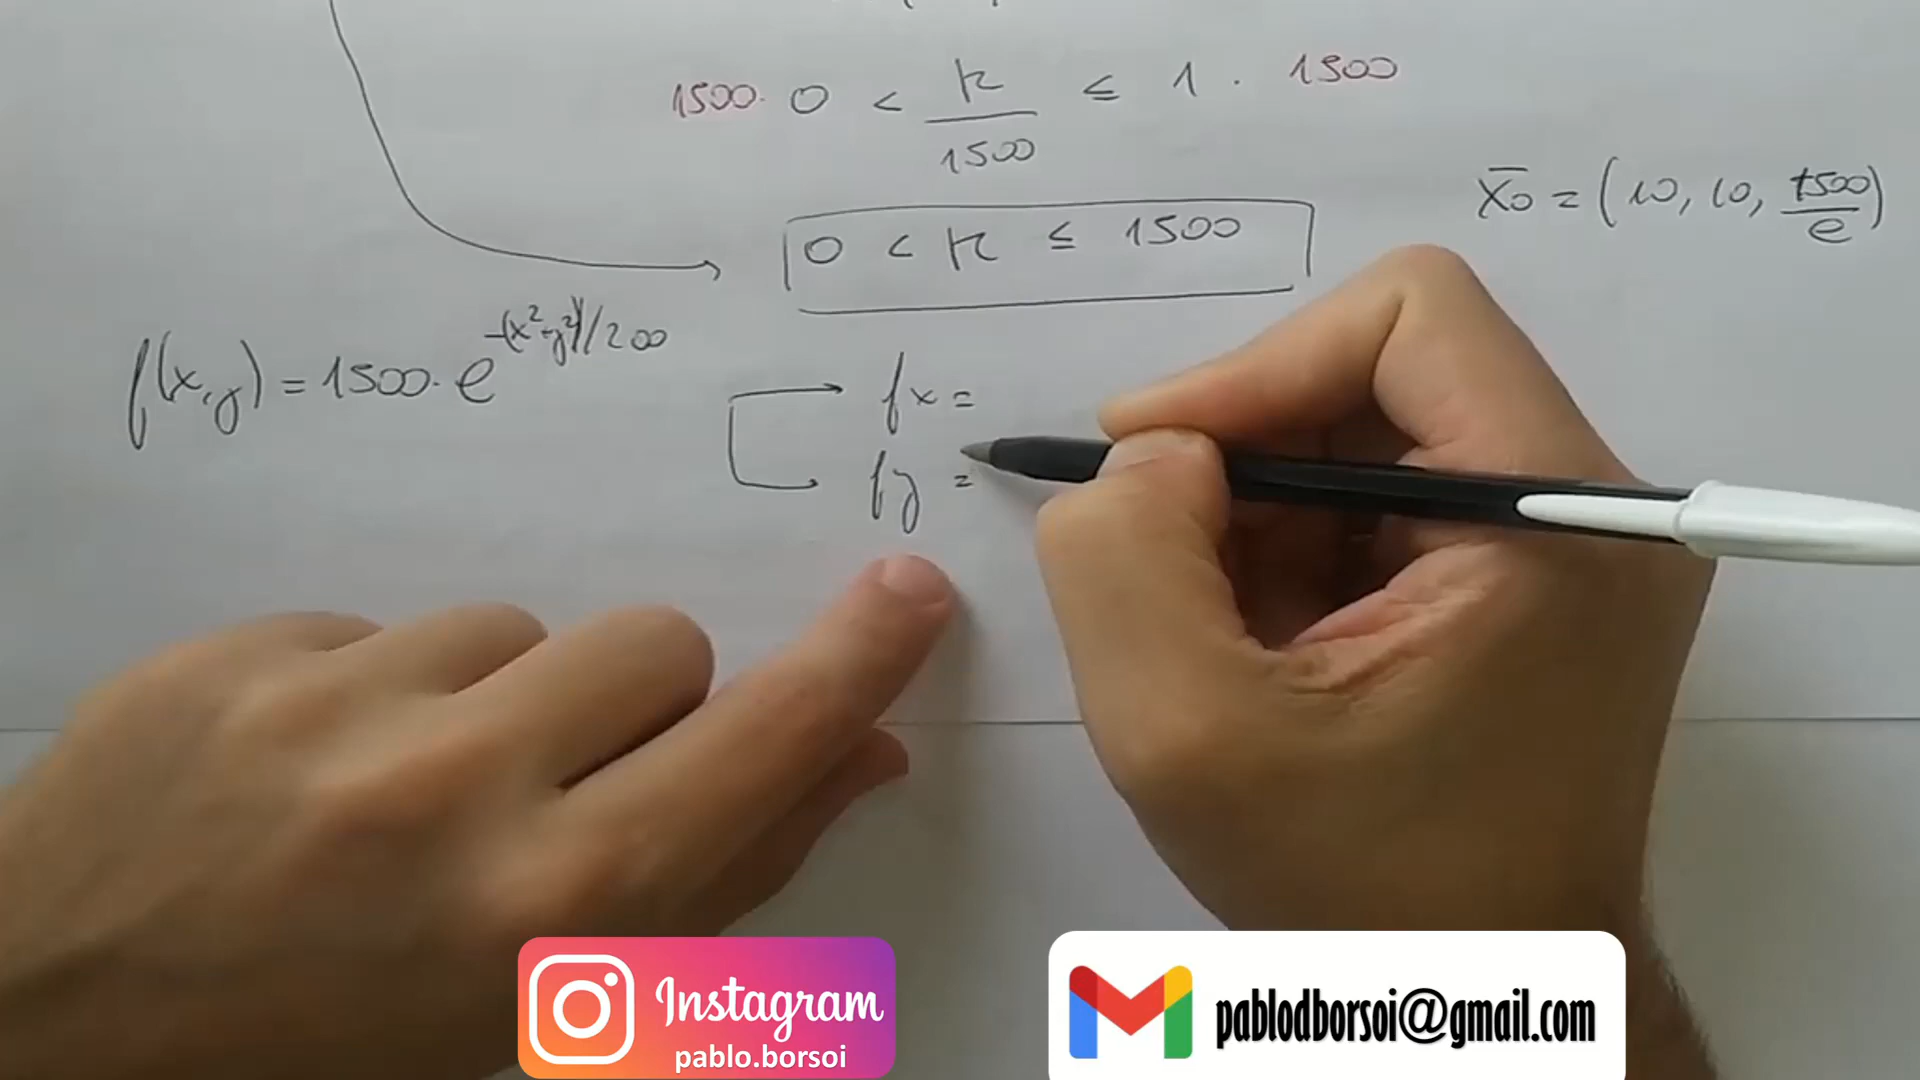 1500 · 0 < k/1500 ≤ 1 · 1500
x̄₀ = (10, 10, 1500/e)
0 < k ≤ 1500
f(x,y) = 1500 · e^(-(x²+y²)/200)
fx =
fy =
Instagram
pablo.borsoi
pablodborsoi@gmail.com